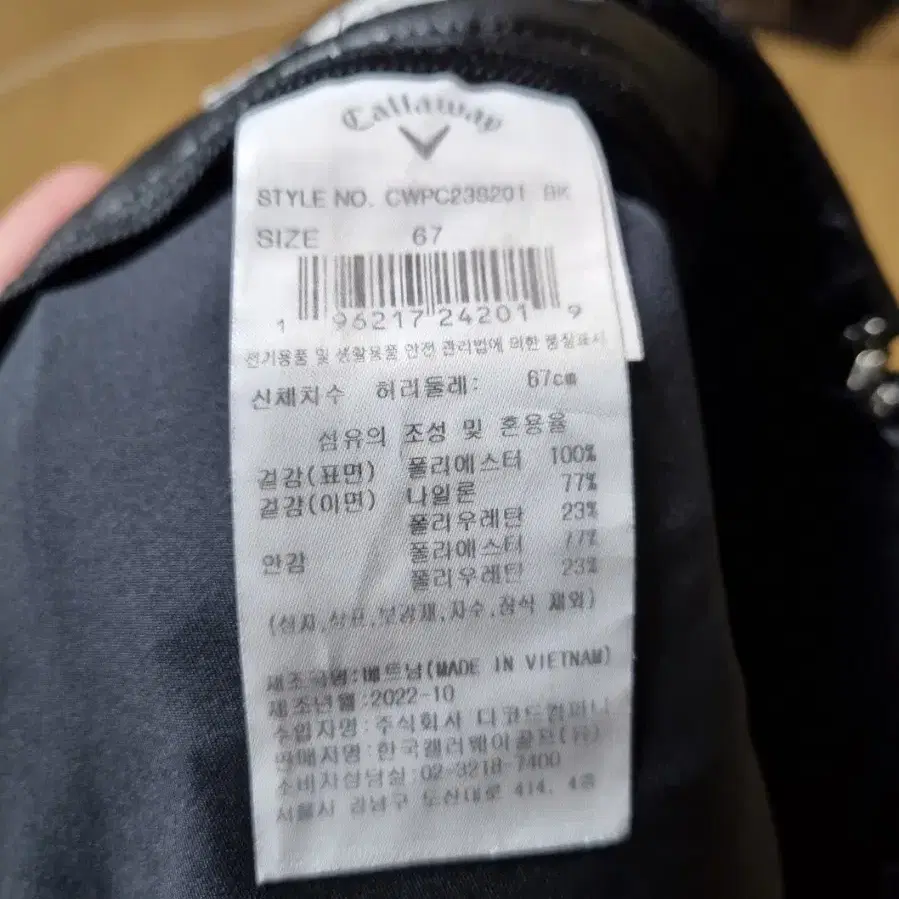 Callaway
STYLE NO. CWPC23S201 BK
SIZE 67
1 96217 24201 9
전기용품 및 생활용품 안전 관리법에 의한 품질표시
신체치수 허리둘레: 67cm
섬유의 조성 및 혼용율
겉감(표면) 폴리에스터 100%
겉감(이면) 나일론 77%
폴리우레탄 23%
안감 폴리에스터 77%
폴리우레탄 23%
(심지,상표,보강재,자수,장식 제외)
제조국명:베트남(MADE IN VIETNAM)
제조년월:2022-10
수입자명:주식회사 디코드컴퍼니
판매자명:한국캘러웨이골프(유)
소비자상담실:02-3218-7400
서울시 강남구 도산대로 414, 4층